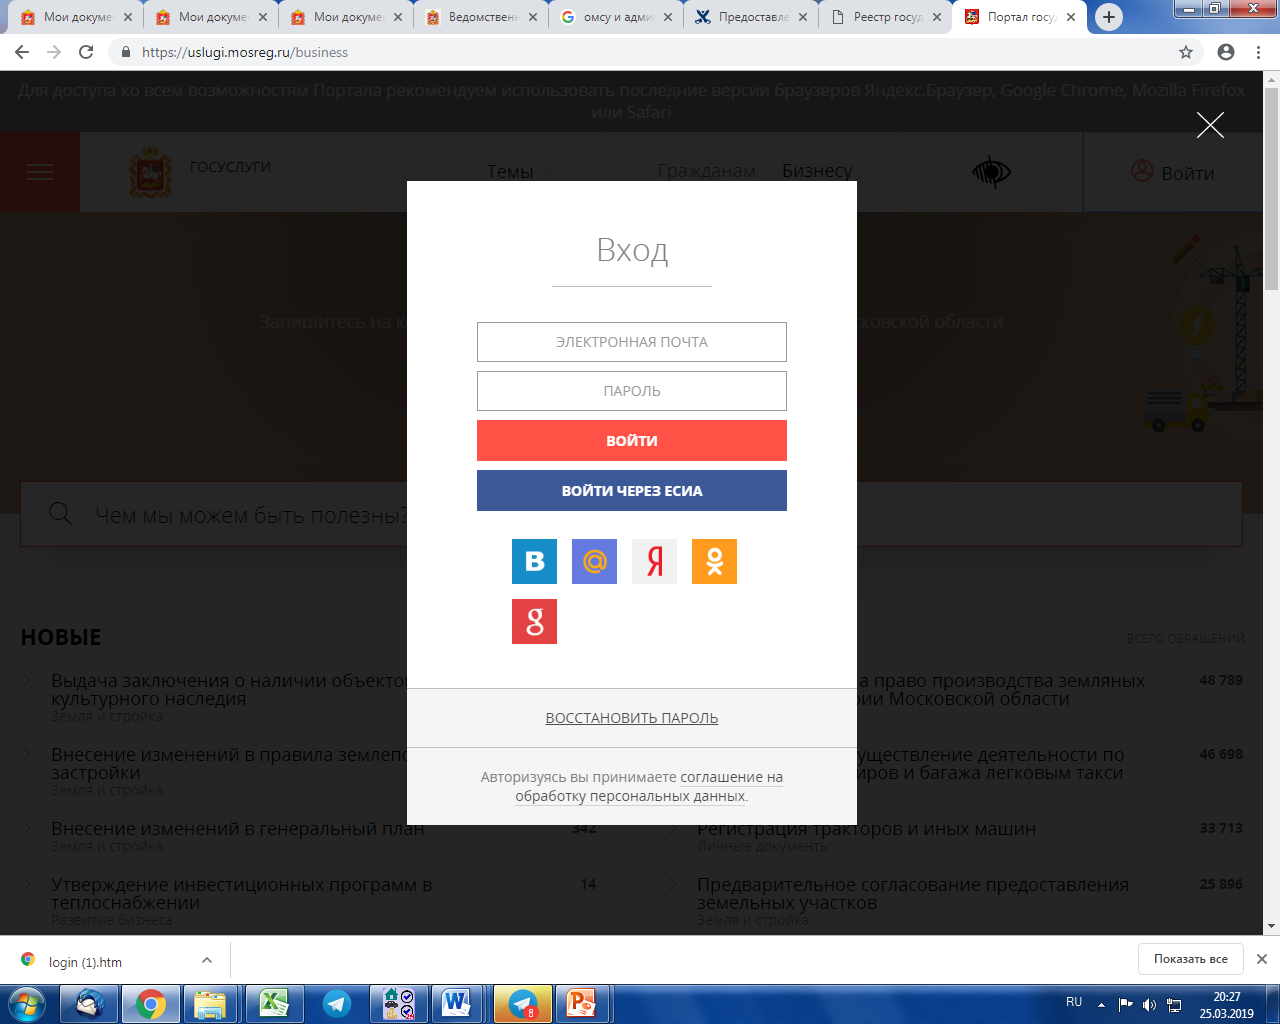 Мои докумен
Мои докумен
Мои докумен
Ведомственн
омсу и адми
Предоставле
Реестр госуд
Портал госу
https://uslugi.mosreg.ru/business
Для доступа ко всем возможностям Портала рекомендуем использовать последние версии браузеров Яндекс.Браузер, Google Chrome, Mozilla Firefox
или Safari
ГОСУСЛУГИ
Темы
Гражданам
Бизнесу
Войти
Вход
Запишитесь на к
сковской области
ЭЛЕКТРОННАЯ ПОЧТА
ПАРОЛЬ
ВОЙТИ
ВОЙТИ ЧЕРЕЗ ЕСИА
Чем мы можем быть полезны?
НОВЫЕ
ВСЕГО ОБРАЩЕНИЙ
Выдача заключения о наличии объекто
культурного наследия
Земля и стройка
а право производства земляных
рии Московской области
48 789
ВОССТАНОВИТЬ ПАРОЛЬ
Внесение изменений в правила землепо
застройки
Земля и стройка
уществление деятельности по
иров и багажа легковым такси
46 698
Авторизуясь вы принимаете соглашение на
обработку персональных данных.
Внесение изменений в генеральный план
Земля и стройка
342
Регистрация тракторов и иных машин
Личные документы
33 713
Утверждение инвестиционных программ в
теплоснабжении
Развитие бизнеса
14
Предварительное согласование предоставления
земельных участков
Земля и стройка
25 896
login (1).htm
Показать все
RU
20:27
25.03.2019
8